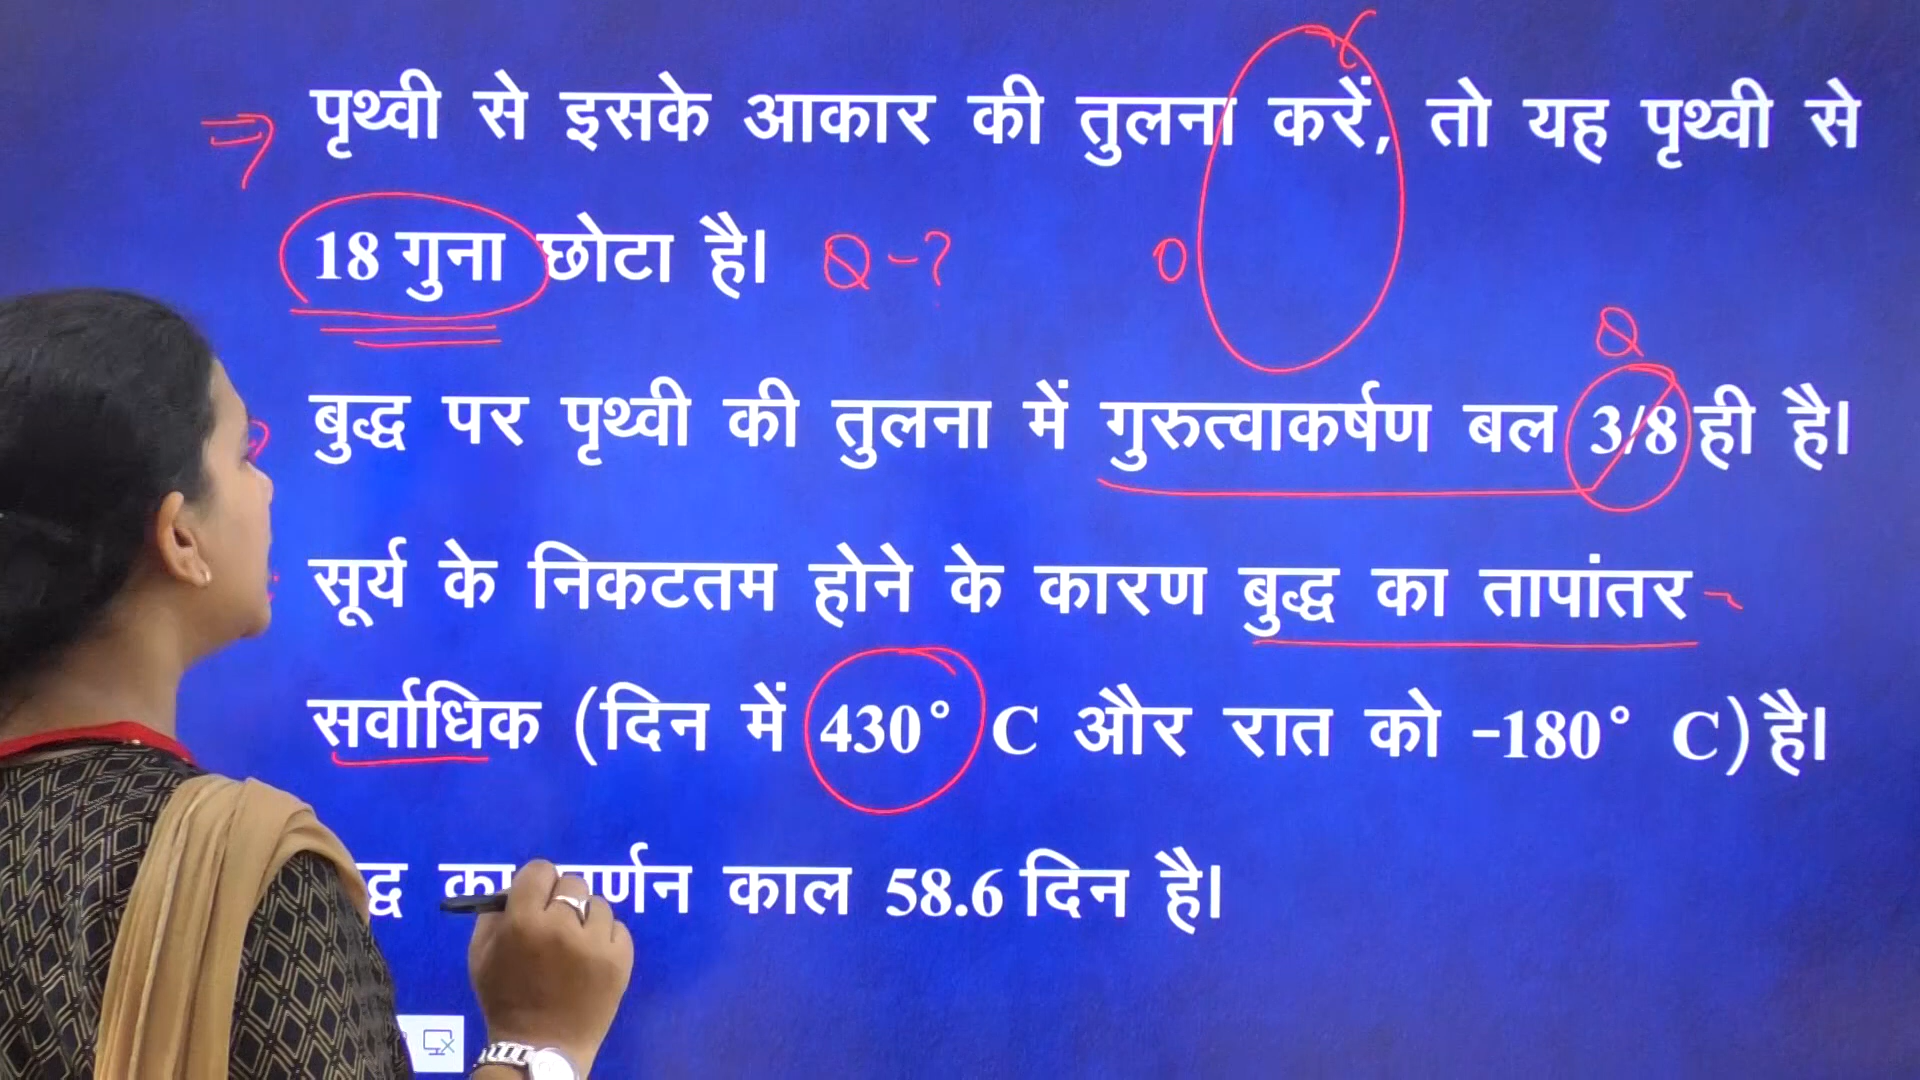 पृथ्वी से इसके आकार की तुलना करें, तो यह पृथ्वी से
18 गुना छोटा है। Q-?
0
Q
बुद्ध पर पृथ्वी की तुलना में गुरुत्वाकर्षण बल 3/8 ही है।
सूर्य के निकटतम होने के कारण बुद्ध का तापांतर
सर्वाधिक (दिन में 430° C और रात को -180° C) है।
काल 58.6 दिन है।